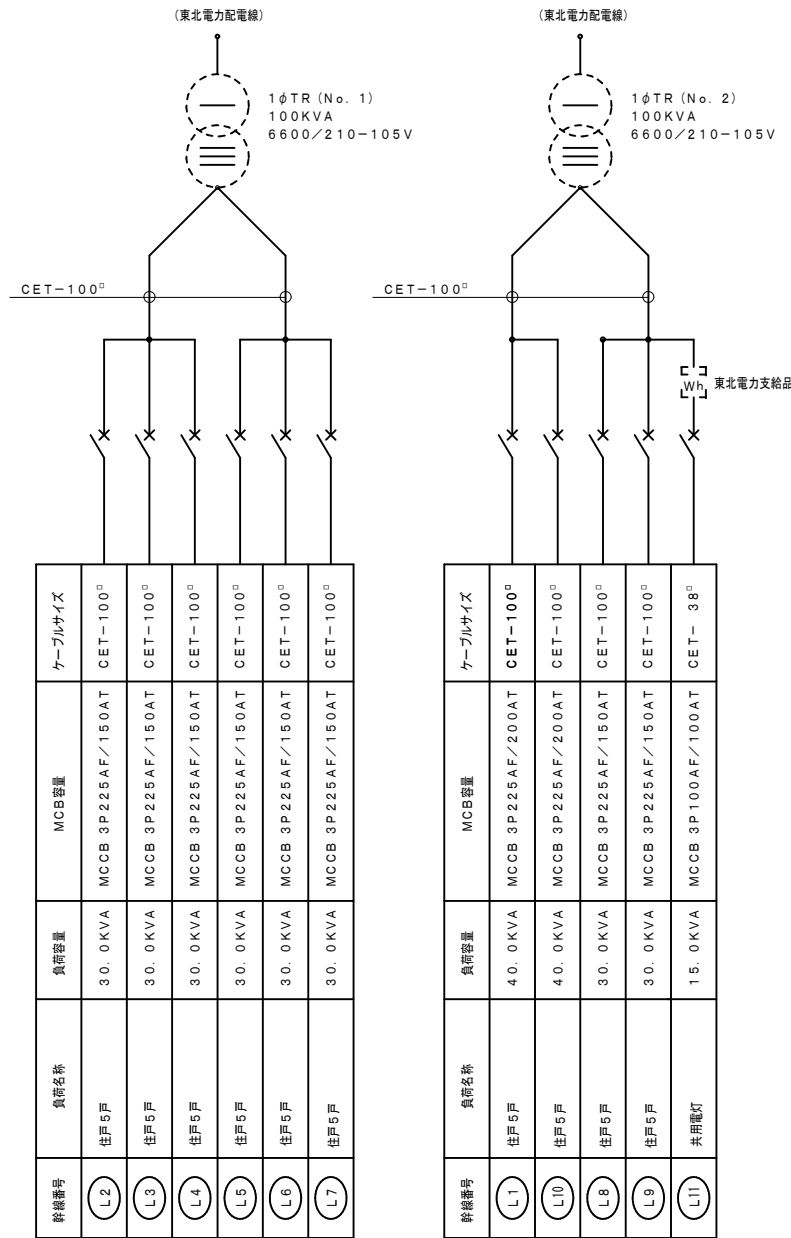 (東北電力配電線)
1φTR (No. 1)
100KVA
6600/210-105V
CET-100□
ケーブルサイズ
CET-100□
CET-100□
CET-100□
CET-100□
CET-100□
CET-100□
MCB容量
MCCB 3P225AF/150AT
MCCB 3P225AF/150AT
MCCB 3P225AF/150AT
MCCB 3P225AF/150AT
MCCB 3P225AF/150AT
MCCB 3P225AF/150AT
負荷容量
30. 0KVA
30. 0KVA
30. 0KVA
30. 0KVA
30. 0KVA
30. 0KVA
負荷名称
住戸5戸
住戸5戸
住戸5戸
住戸5戸
住戸5戸
住戸5戸
幹線番号
L2
L3
L4
L5
L6
L7
(東北電力配電線)
1φTR (No. 2)
100KVA
6600/210-105V
CET-100□
Wh
東北電力支給品
ケーブルサイズ
CET-100□
CET-100□
CET-100□
CET-100□
CET- 38□
MCB容量
MCCB 3P225AF/200AT
MCCB 3P225AF/200AT
MCCB 3P225AF/150AT
MCCB 3P225AF/150AT
MCCB 3P100AF/100AT
負荷容量
40. 0KVA
40. 0KVA
30. 0KVA
30. 0KVA
15. 0KVA
負荷名称
住戸5戸
住戸5戸
住戸5戸
住戸5戸
共用電灯
幹線番号
L1
L10
L8
L9
L11